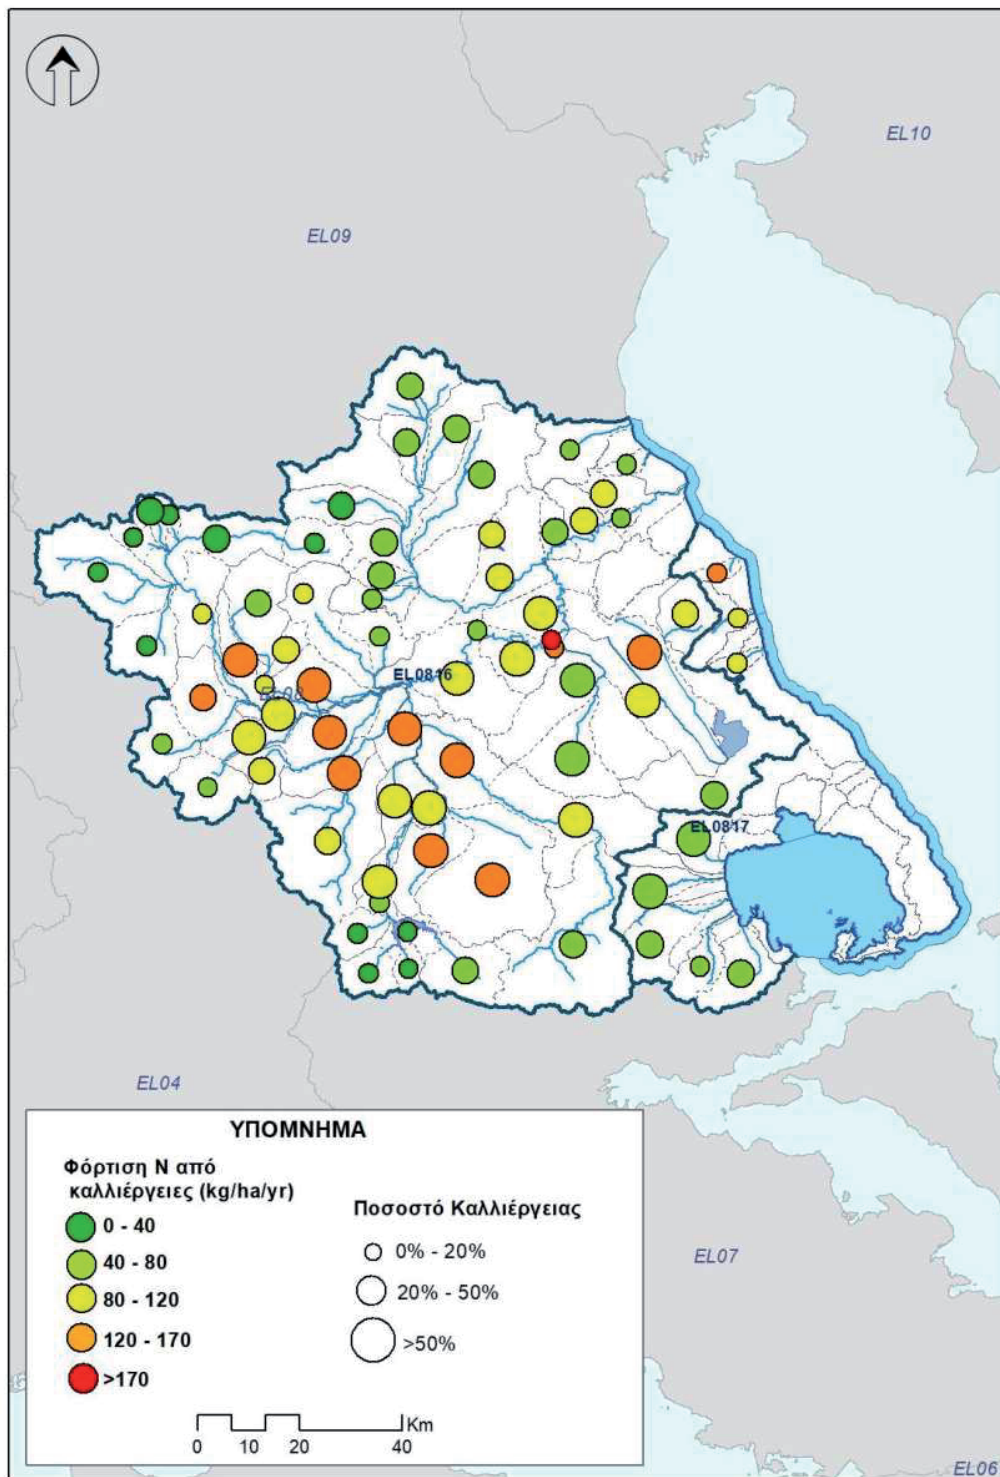 EL10
EL09
EL0816
EL08
EL0817
EL04
EL07
EL06
ΥΠΟΜΝΗΜΑ
Φόρτιση Ν από
καλλιέργειες (kg/ha/yr)
0 - 40
40 - 80
80 - 120
120 - 170
>170
Ποσοστό Καλλιέργειας
0% - 20%
20% - 50%
>50%
Km
0 10 20 40